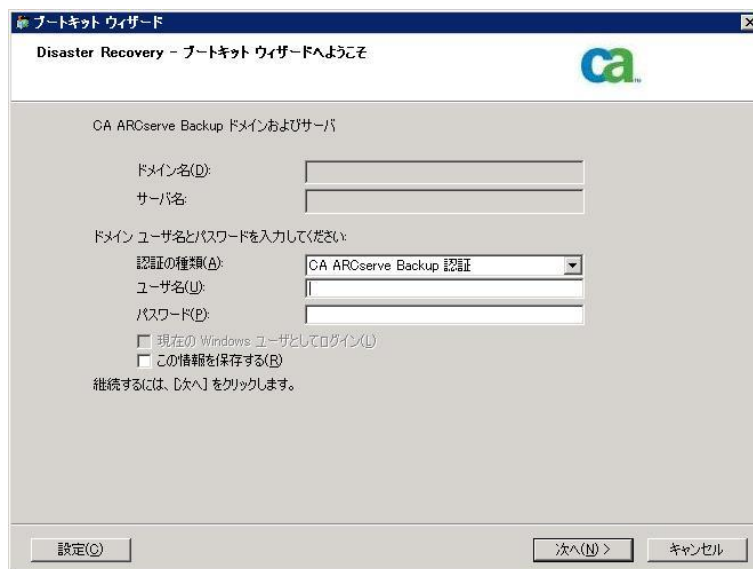 ブートキット ウィザード
Disaster Recovery - ブートキット ウィザードへようこそ
ca
CA ARCserve Backup ドメインおよびサーバ
ドメイン名(D):
サーバ名:
ドメイン ユーザ名とパスワードを入力してください:
認証の種類(A): CA ARCserve Backup 認証
ユーザ名(U):
パスワード(P):
現在の Windows ユーザとしてログイン(L)
この情報を保存する(R)
継続するには、[次へ] をクリックします。
設定(C) 次へ(N) > キャンセル